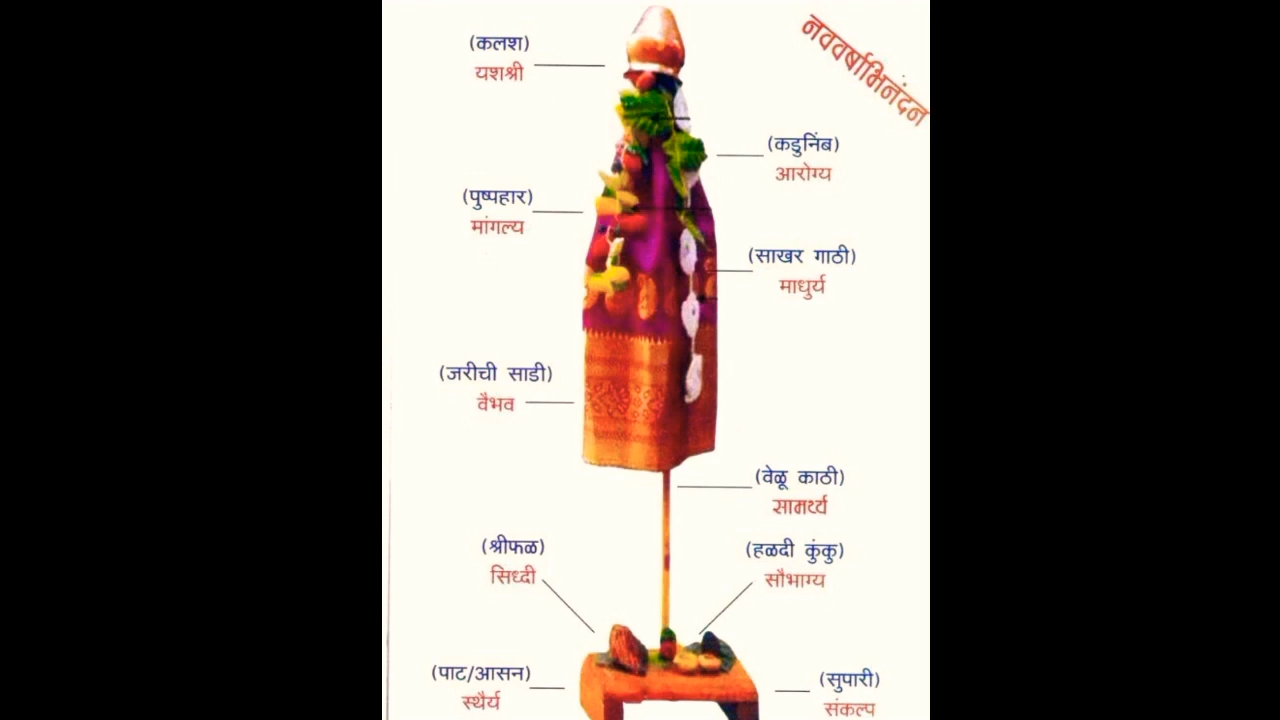 नववर्षाभिनंदन
(कलश)
यशश्री
(कडुनिंब)
आरोग्य
(पुष्पहार)
मांगल्य
(साखर गाठी)
माधुर्य
(जरीची साडी)
वैभव
(वेळू काठी)
सामर्थ्य
(श्रीफळ)
सिध्दी
(हळदी कुंकु)
सौभाग्य
(पाट/आसन)
स्थैर्य
(सुपारी)
संकल्प